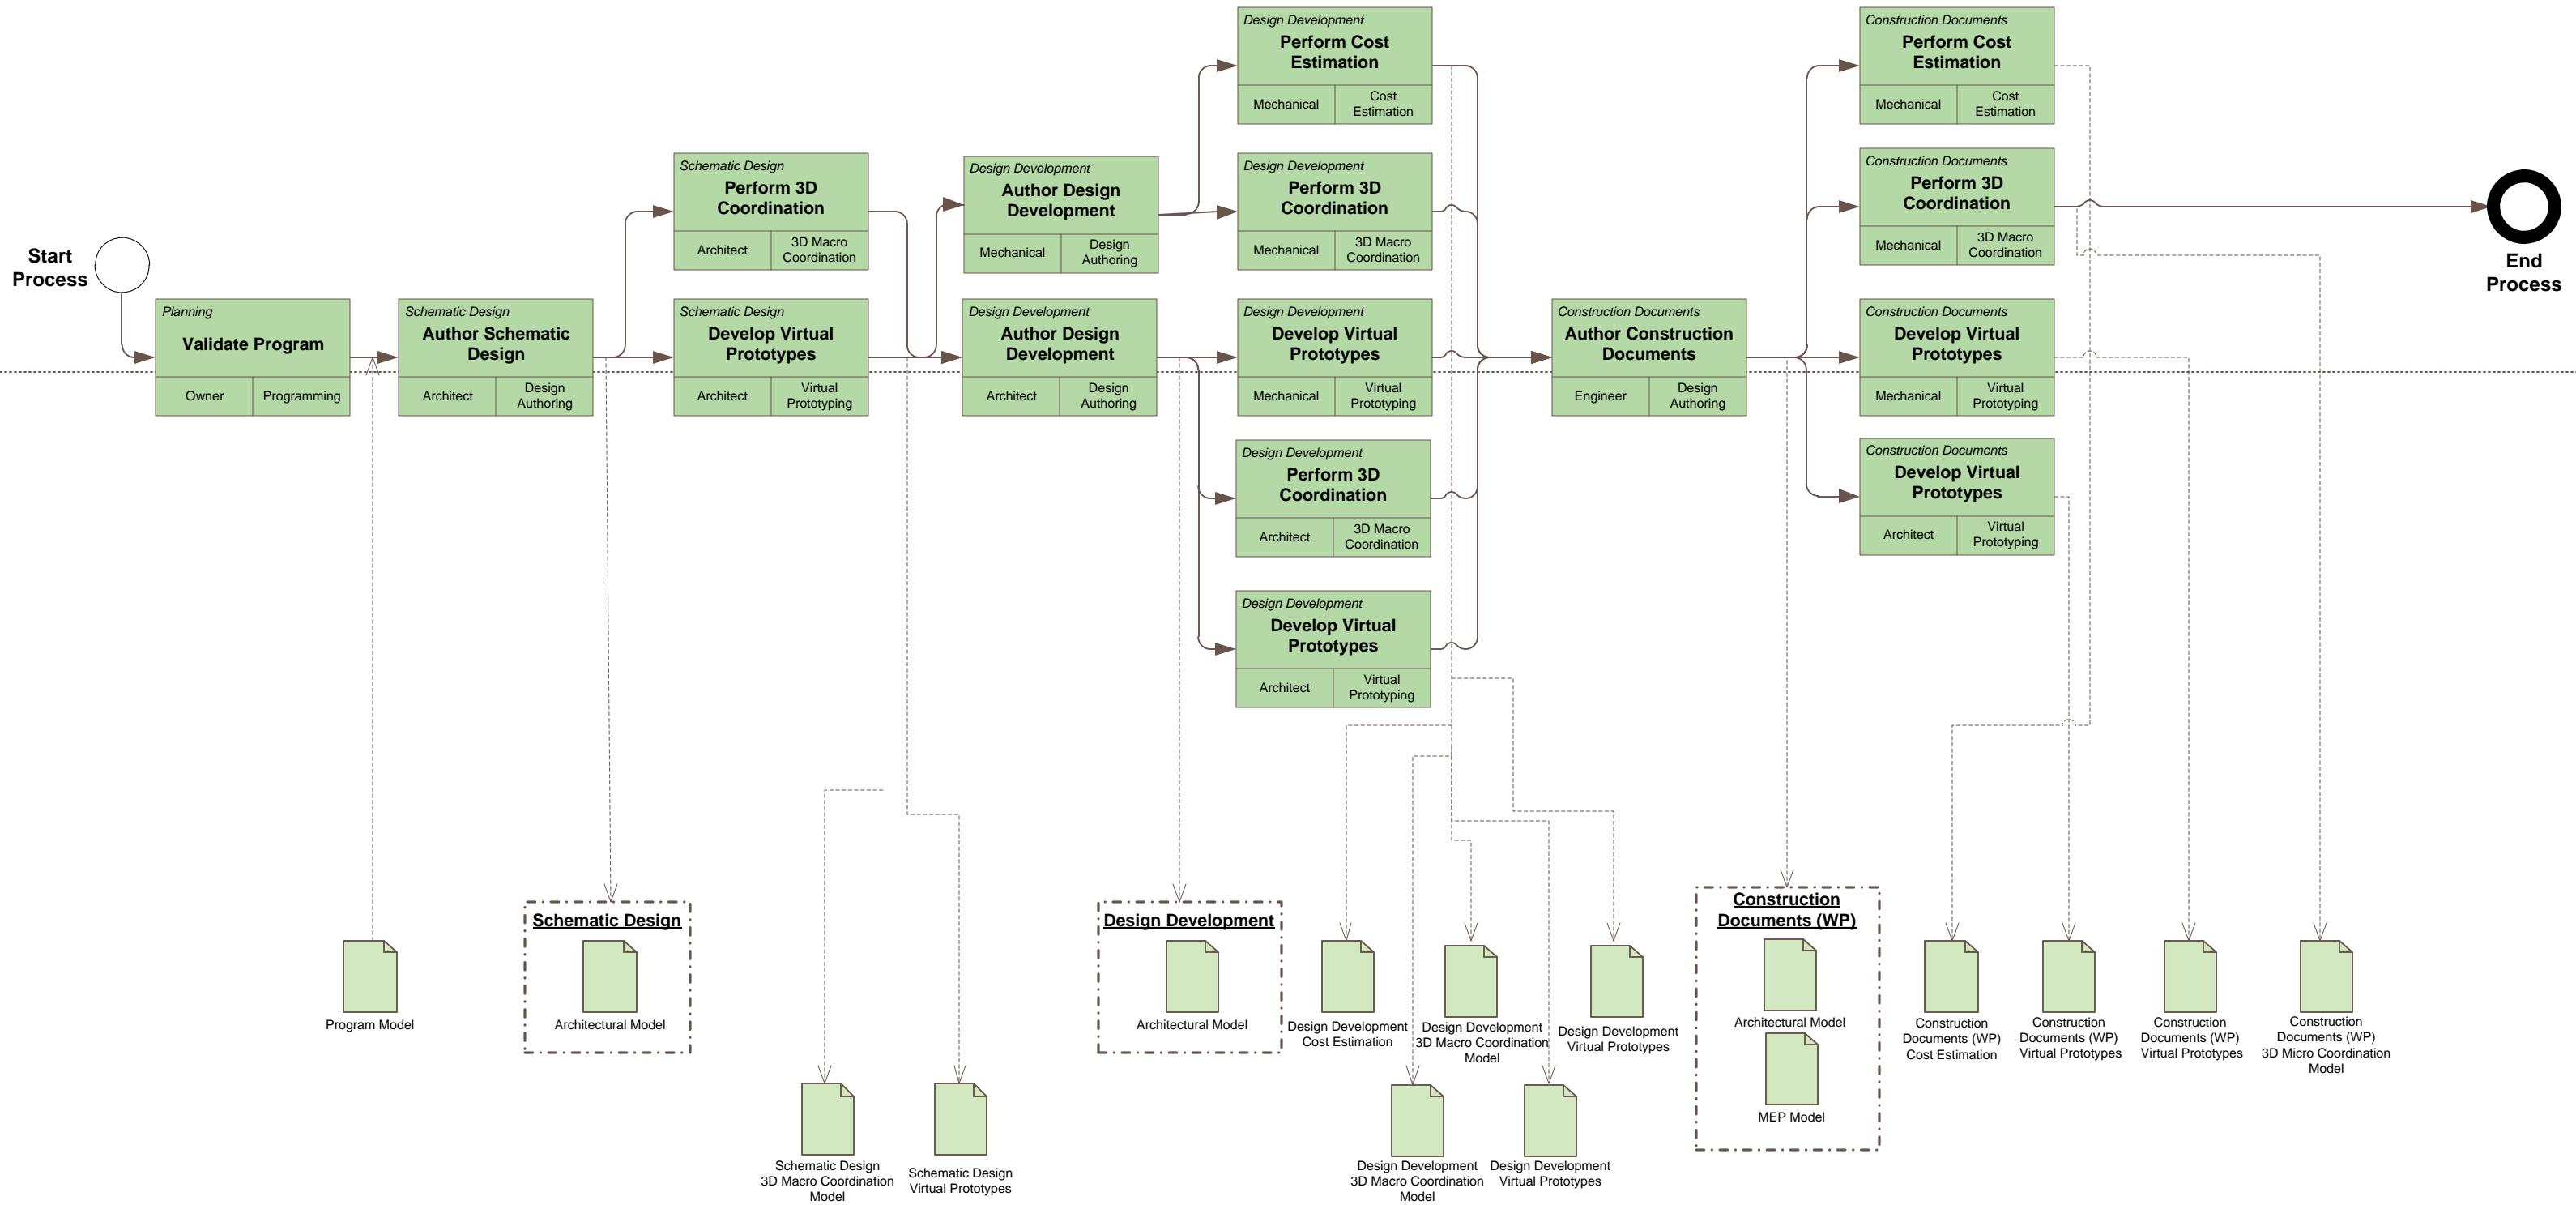 Start
Process
Planning
Validate Program
Owner
Programming
Schematic Design
Author Schematic
Design
Architect
Design
Authoring
Schematic Design
Perform 3D
Coordination
Architect
3D Macro
Coordination
Schematic Design
Develop Virtual
Prototypes
Architect
Virtual
Prototyping
Design Development
Author Design
Development
Mechanical
Design
Authoring
Design Development
Author Design
Development
Architect
Design
Authoring
Design Development
Perform Cost
Estimation
Mechanical
Cost
Estimation
Design Development
Perform 3D
Coordination
Mechanical
3D Macro
Coordination
Design Development
Develop Virtual
Prototypes
Mechanical
Virtual
Prototyping
Design Development
Perform 3D
Coordination
Architect
3D Macro
Coordination
Design Development
Develop Virtual
Prototypes
Architect
Virtual
Prototyping
Construction Documents
Author Construction
Documents
Engineer
Design
Authoring
Construction Documents
Perform Cost
Estimation
Mechanical
Cost
Estimation
Construction Documents
Perform 3D
Coordination
Mechanical
3D Macro
Coordination
Construction Documents
Develop Virtual
Prototypes
Mechanical
Virtual
Prototyping
Construction Documents
Develop Virtual
Prototypes
Architect
Virtual
Prototyping
End
Process
Program Model
Schematic Design
Architectural Model
Schematic Design
3D Macro Coordination
Model
Schematic Design
Virtual Prototypes
Design Development
Architectural Model
Design Development
Cost Estimation
Design Development
3D Macro Coordination
Model
Design Development
Virtual Prototypes
Design Development
3D Macro Coordination
Model
Design Development
Virtual Prototypes
Construction
Documents (WP)
Architectural Model
MEP Model
Construction
Documents (WP)
Cost Estimation
Construction
Documents (WP)
Virtual Prototypes
Construction
Documents (WP)
Virtual Prototypes
Construction
Documents (WP)
3D Micro Coordination
Model